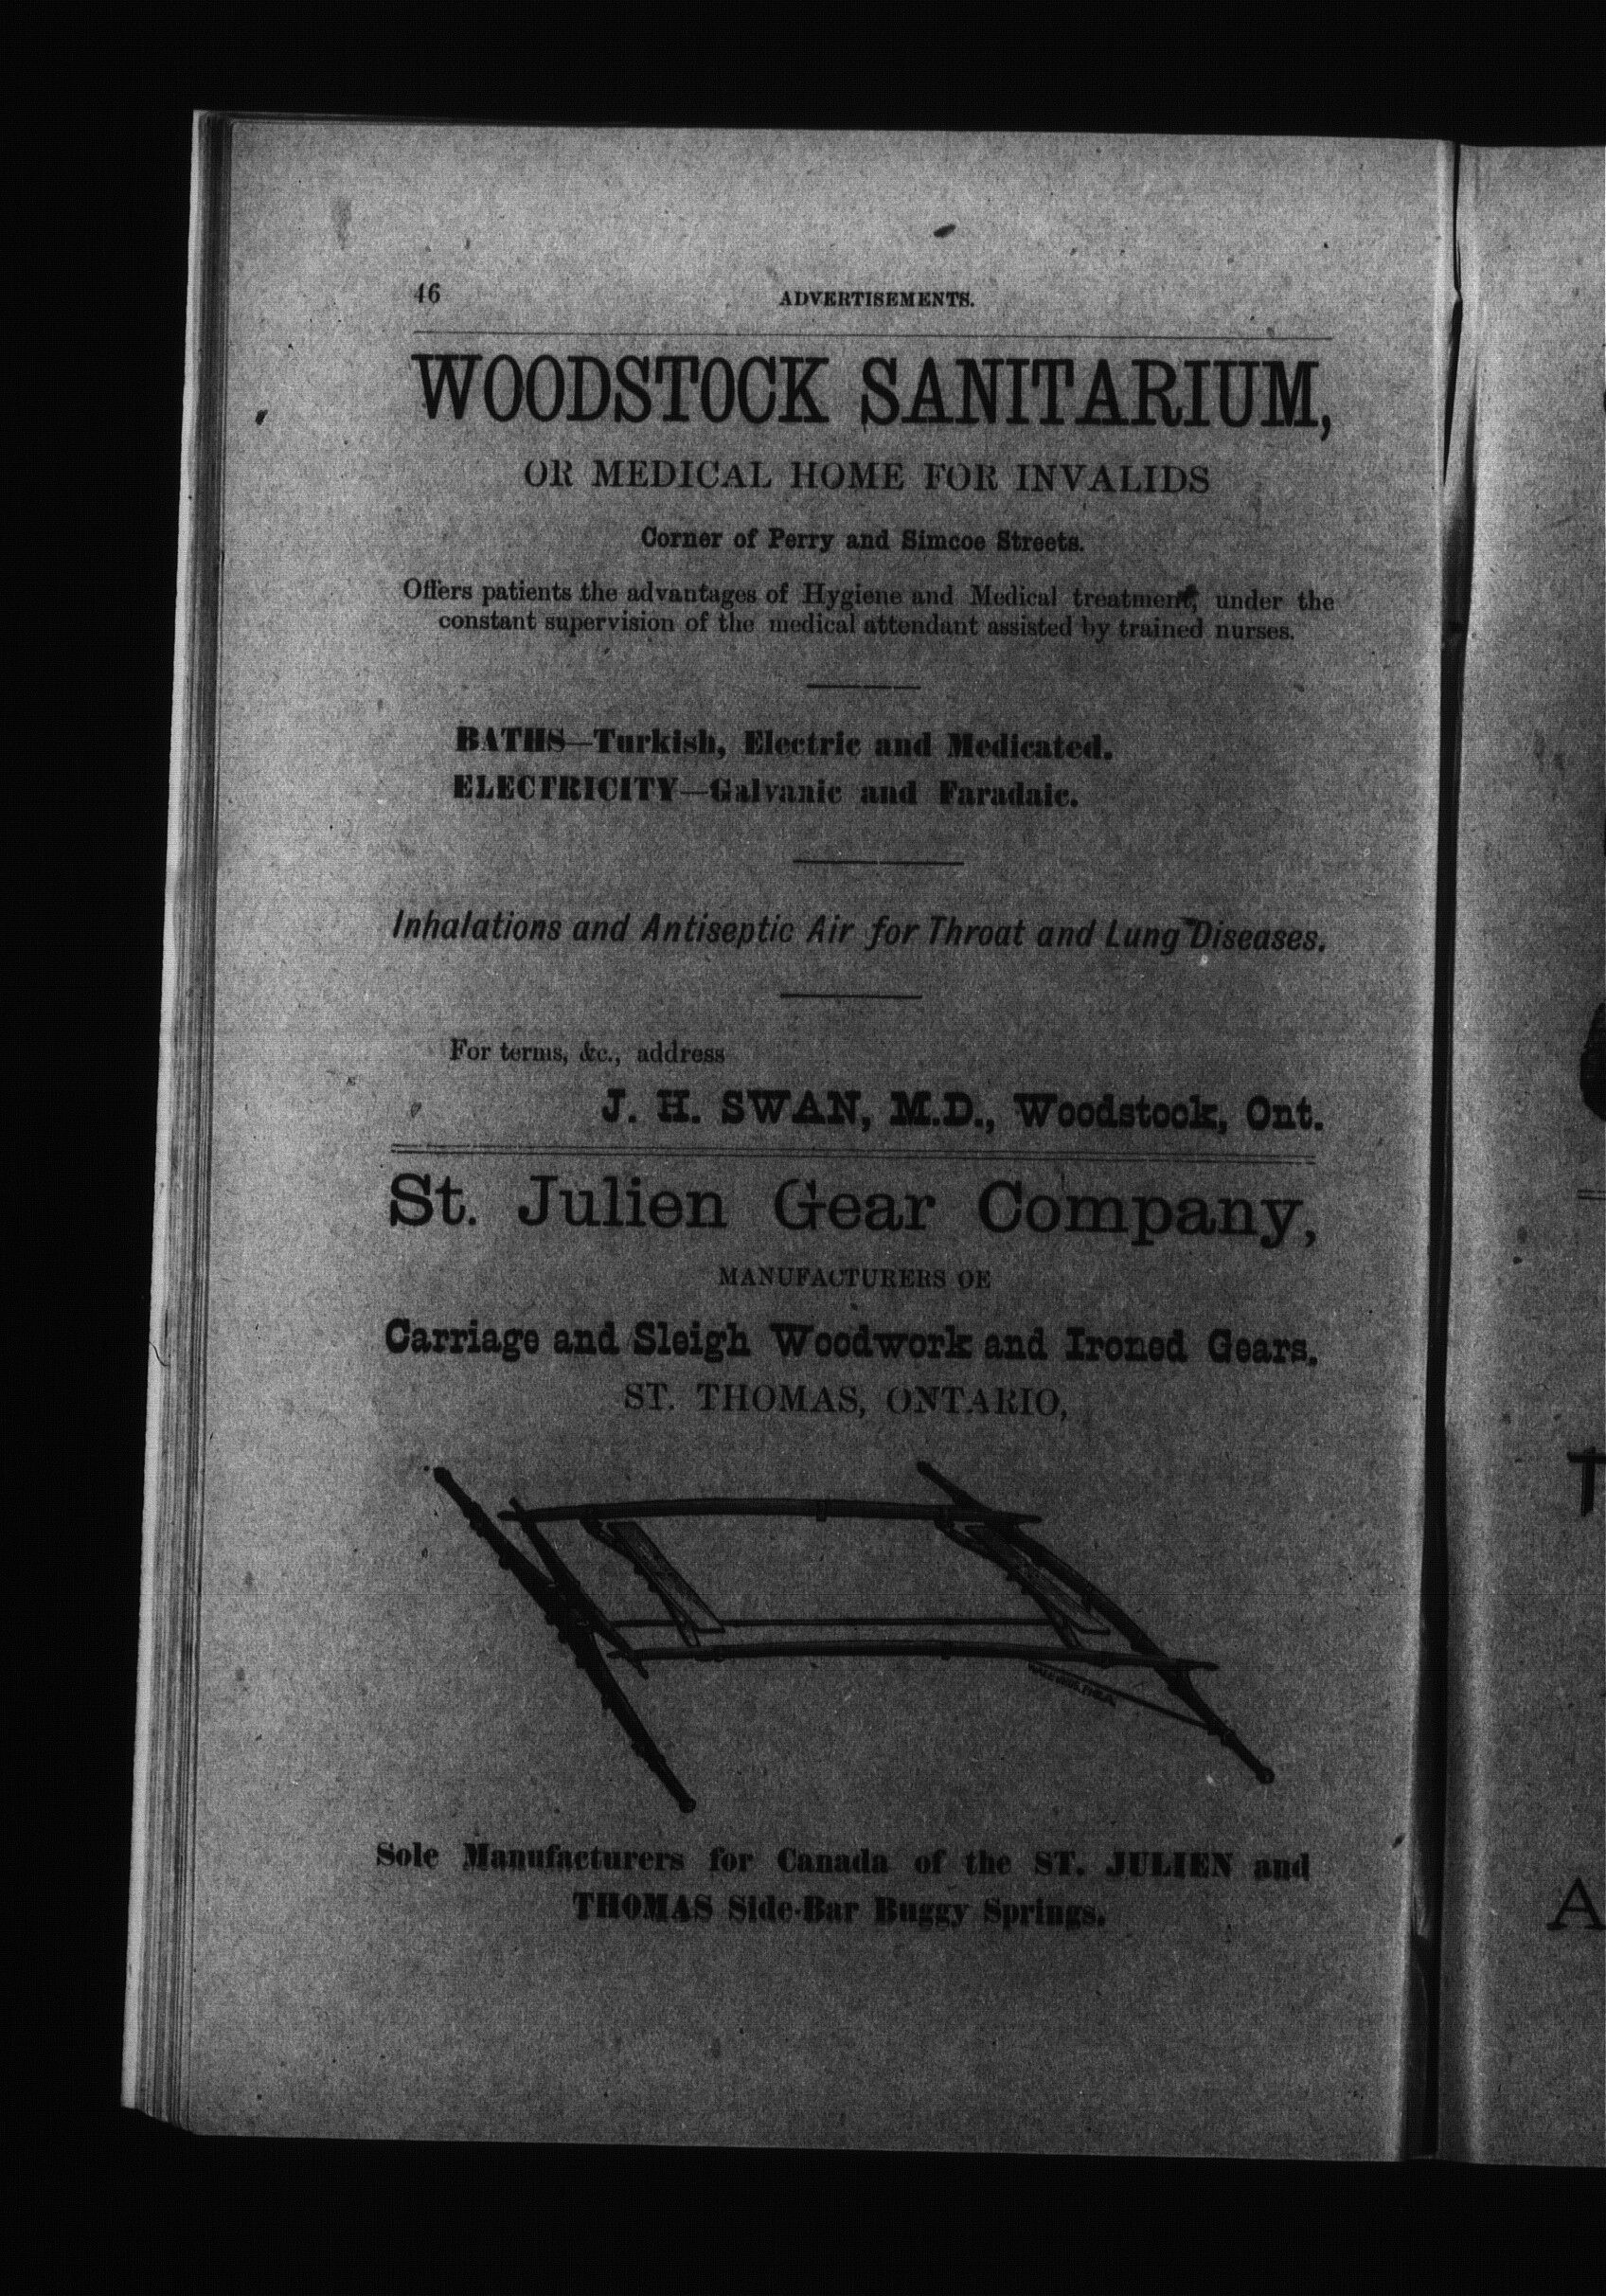 46
ADVERTISEMENTS.
WOODSTOCK SANITARIUM,
OR MEDICAL HOME FOR INVALIDS
Corner of Perry and Simcoe Streets.
Offers patients the advantages of Hygiene and Medical treatment, under the
constant supervision of the medical attendant assisted by trained nurses.
BATHS—Turkish, Electric and Medicated.
ELECTRICITY—Galvanic and Faradaic.
Inhalations and Antiseptic Air for Throat and Lung Diseases.
For terms, &c., address
J. H. SWAN, M.D., Woodstock, Ont.
St. Julien Gear Company,
MANUFACTURERS OF
Carriage and Sleigh Woodwork and Ironed Gears.
ST. THOMAS, ONTARIO,
Sole Manufacturers for Canada of the ST. JULIEN and
THOMAS Side-Bar Buggy Springs.
T
A